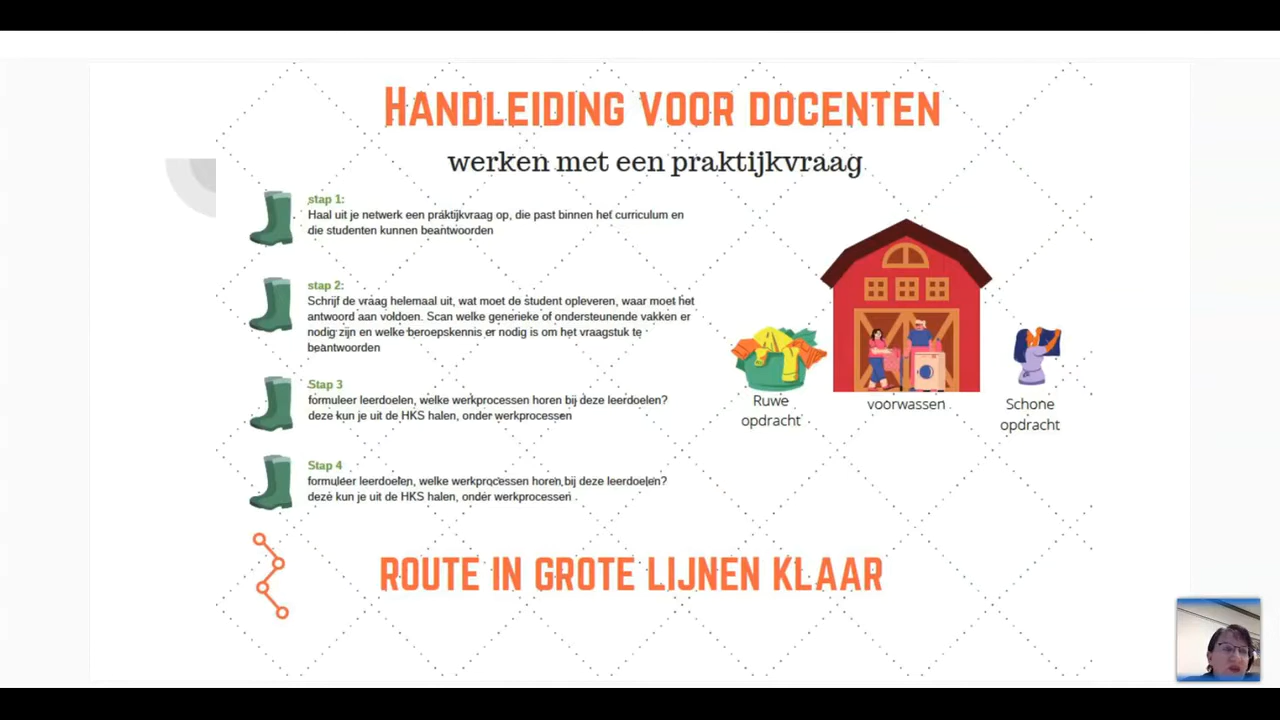 HANDLEIDING VOOR DOCENTEN
werken met een praktijkvraag
stap 1:
Haal uit je netwerk een praktijkvraag op, die past binnen het curriculum en
die studenten kunnen beantwoorden
stap 2:
Schrijf de vraag helemaal uit, wat moet de student opleveren, waar moet het
antwoord aan voldoen. Scan welke generieke of ondersteunende vakken er
nodig zijn en welke beroepskennis er nodig is om het vraagstuk te
beantwoorden
Stap 3
formuleer leerdoelen, welke werkprocessen horen bij deze leerdoelen?
deze kun je uit de HKS halen, onder werkprocessen
Stap 4
formuleer leerdoelen, welke werkprocessen horen bij deze leerdoelen?
deze kun je uit de HKS halen, onder werkprocessen
Ruwe
opdracht
voorwassen
Schone
opdracht
ROUTE IN GROTE LIJNEN KLAAR